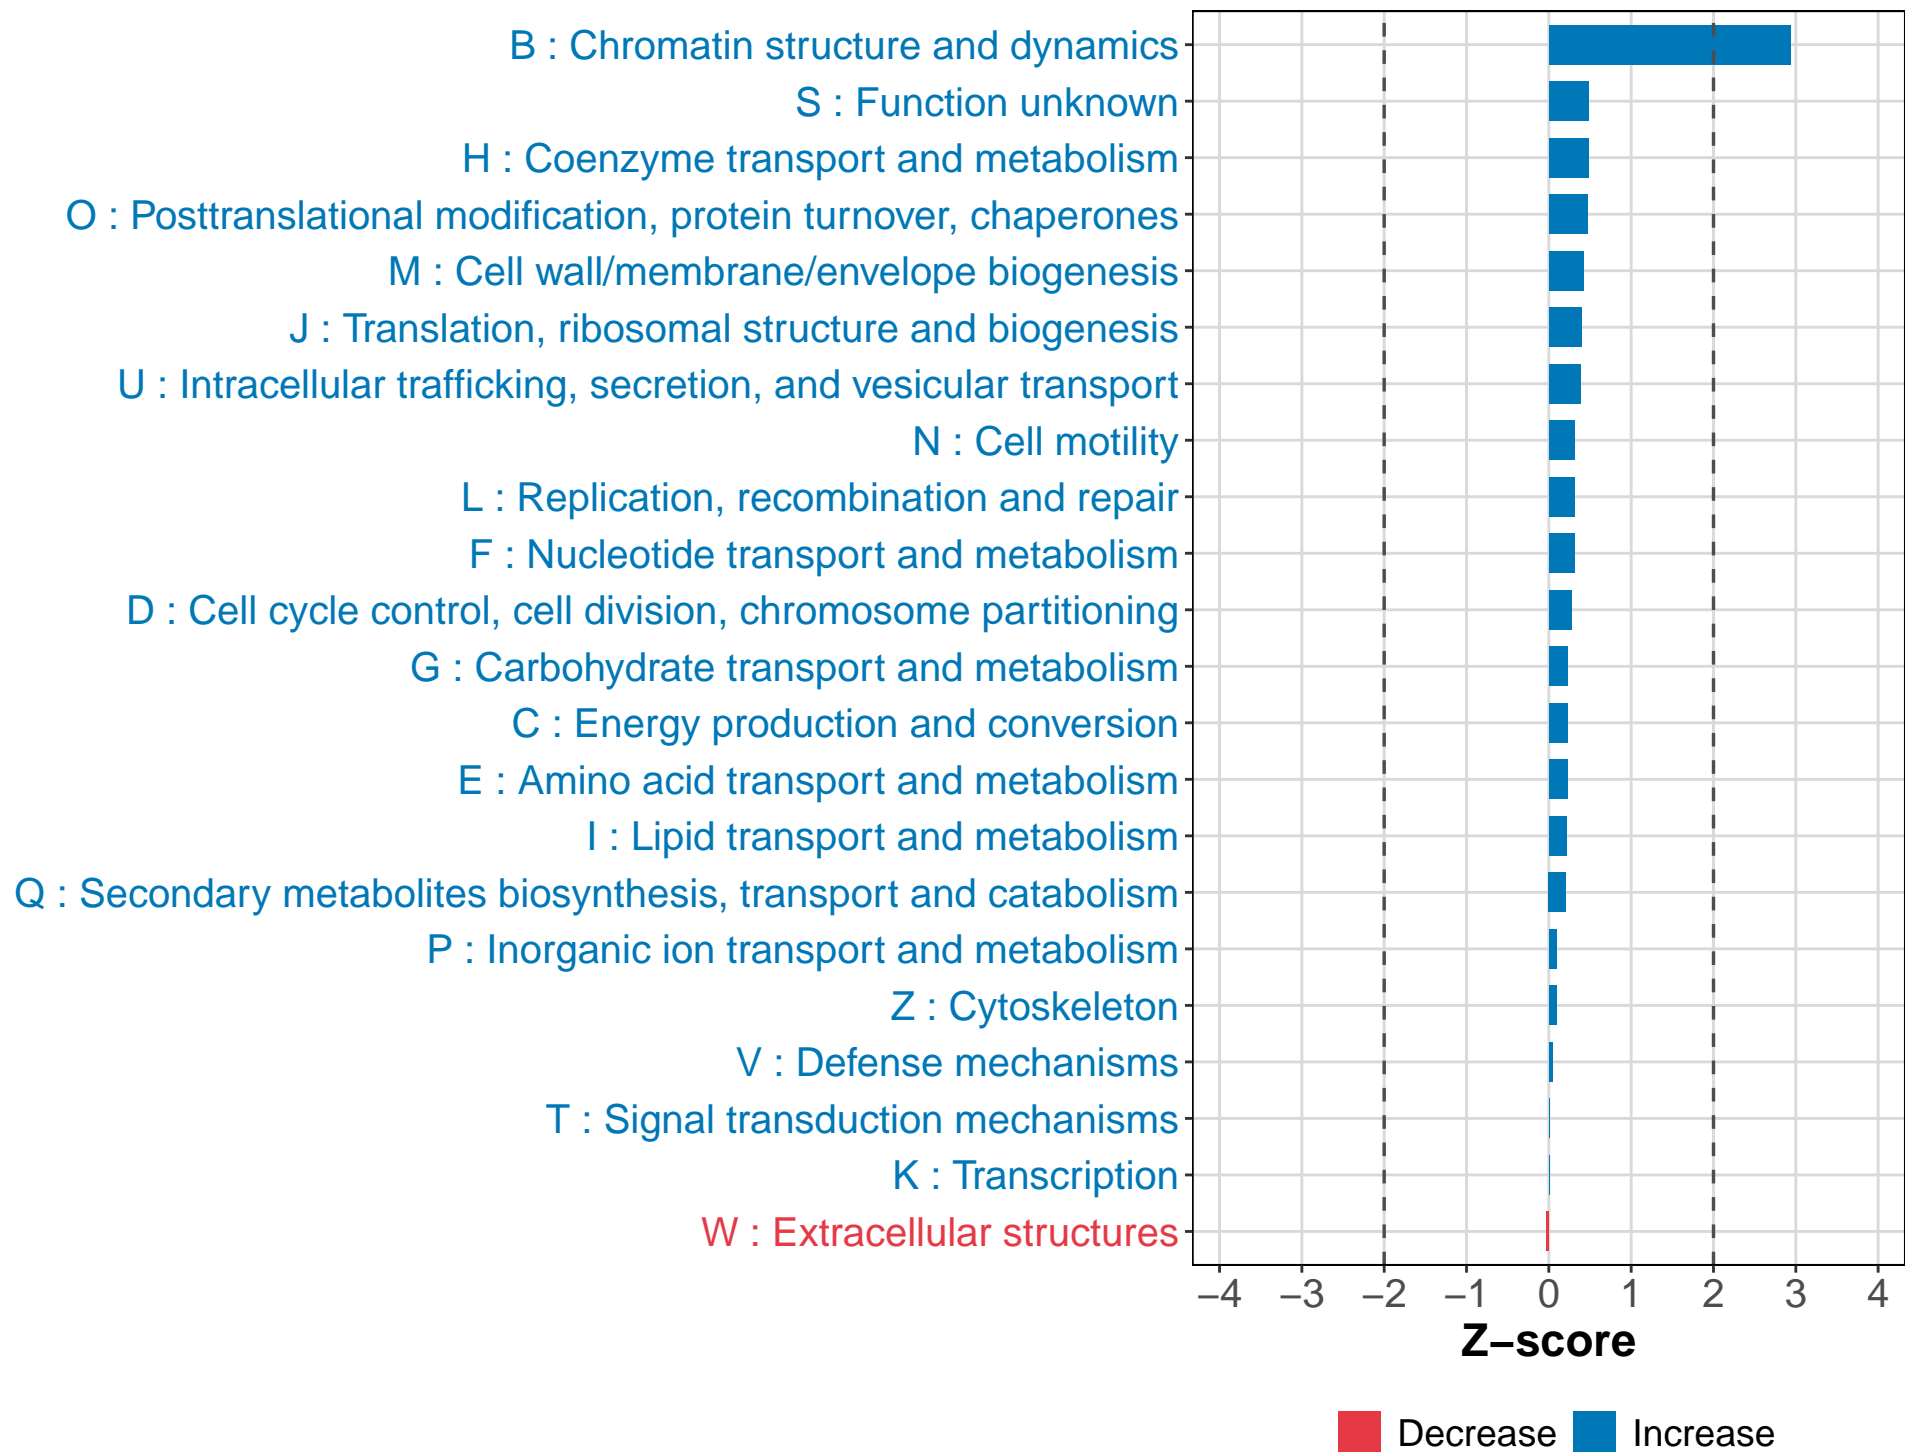 B : Chromatin structure and dynamics
S : Function unknown
H : Coenzyme transport and metabolism
O : Posttranslational modification, protein turnover, chaperones
M : Cell wall/membrane/envelope biogenesis
J : Translation, ribosomal structure and biogenesis
U : Intracellular trafficking, secretion, and vesicular transport
N : Cell motility
L : Replication, recombination and repair
F : Nucleotide transport and metabolism
D : Cell cycle control, cell division, chromosome partitioning
G : Carbohydrate transport and metabolism
C : Energy production and conversion
E : Amino acid transport and metabolism
I : Lipid transport and metabolism
Q : Secondary metabolites biosynthesis, transport and catabolism
P : Inorganic ion transport and metabolism
Z : Cytoskeleton
V : Defense mechanisms
T : Signal transduction mechanisms
K : Transcription
W : Extracellular structures
−4 −3 −2 −1 0 1 2 3 4
Z−score
Decrease Increase